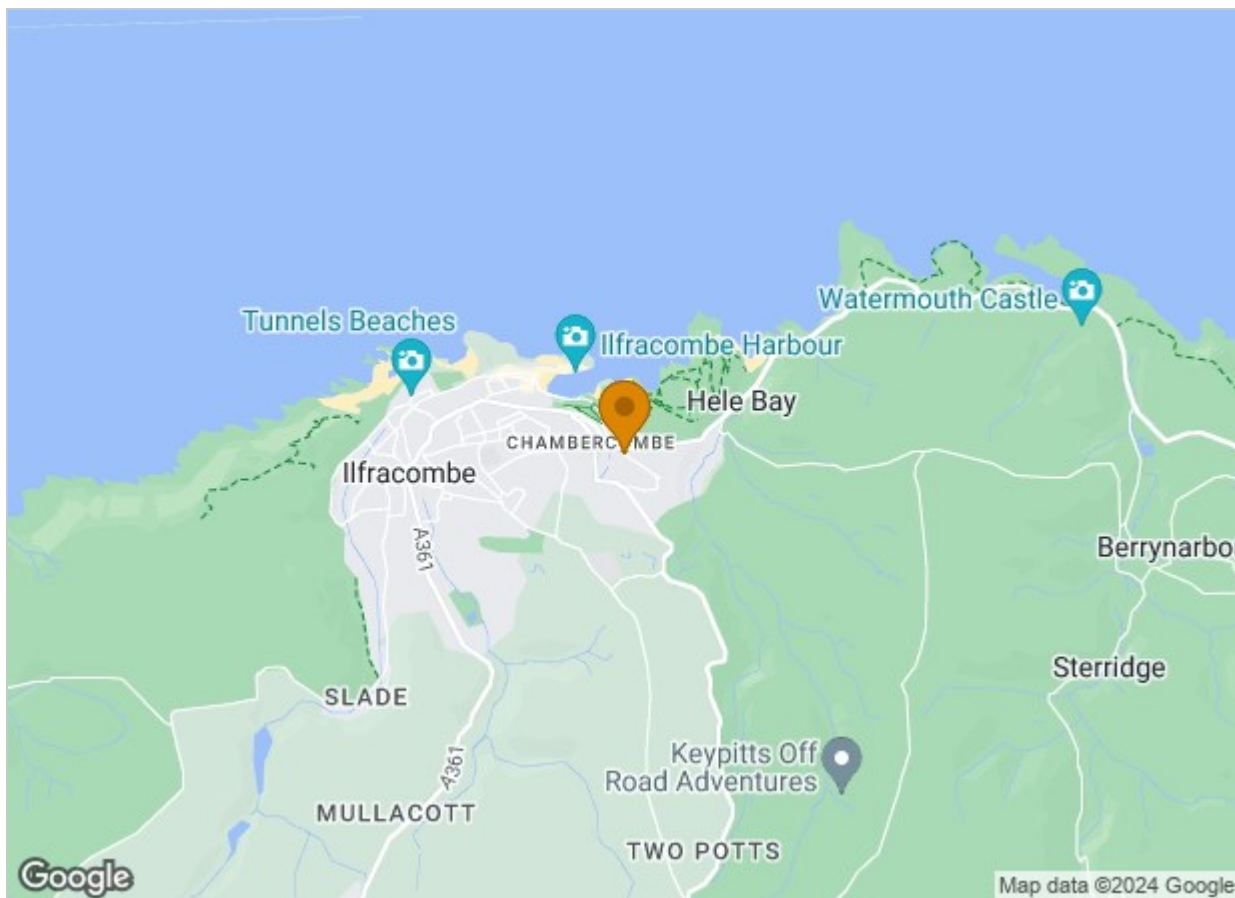 Watermouth Castle
Tunnels Beaches
Ilfracombe Harbour
Hele Bay
CHAMBERCOMBE
Ilfracombe
A361
Berrynarbor
Sterridge
SLADE
Keypitts Off
Road Adventures
A361
MULLACOTT
TWO POTTS
Google
Map data ©2024 Google